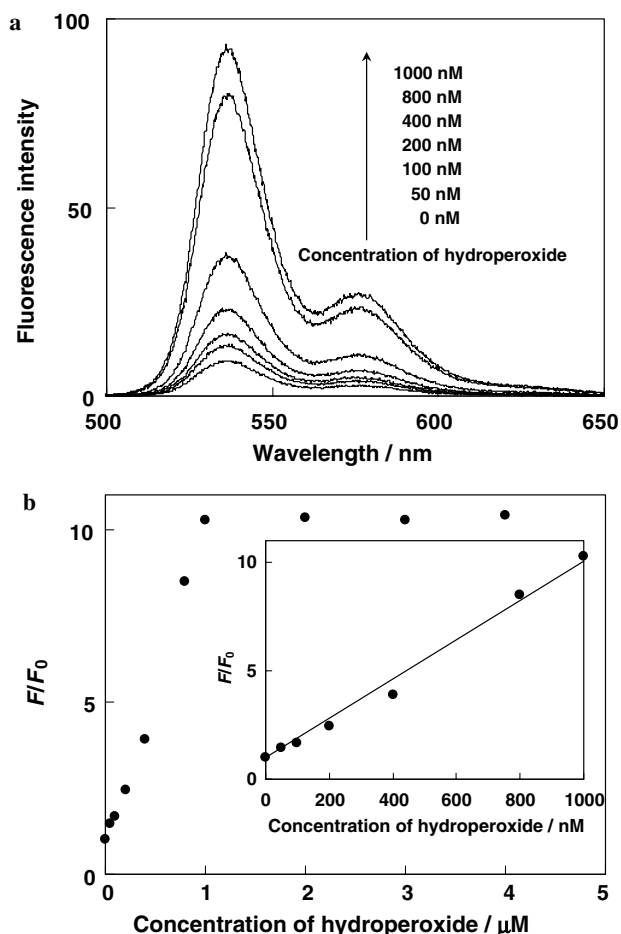 a
100
50
0
Fluorescence intensity
1000 nM
800 nM
400 nM
200 nM
100 nM
50 nM
0 nM
Concentration of hydroperoxide
500 550 600 650
Wavelength / nm
b
10
5
0
F/F0
0 1 2 3 4 5
Concentration of hydroperoxide / μM
10
5
0
F/F0
0 200 400 600 800 1000
Concentration of hydroperoxide / nM